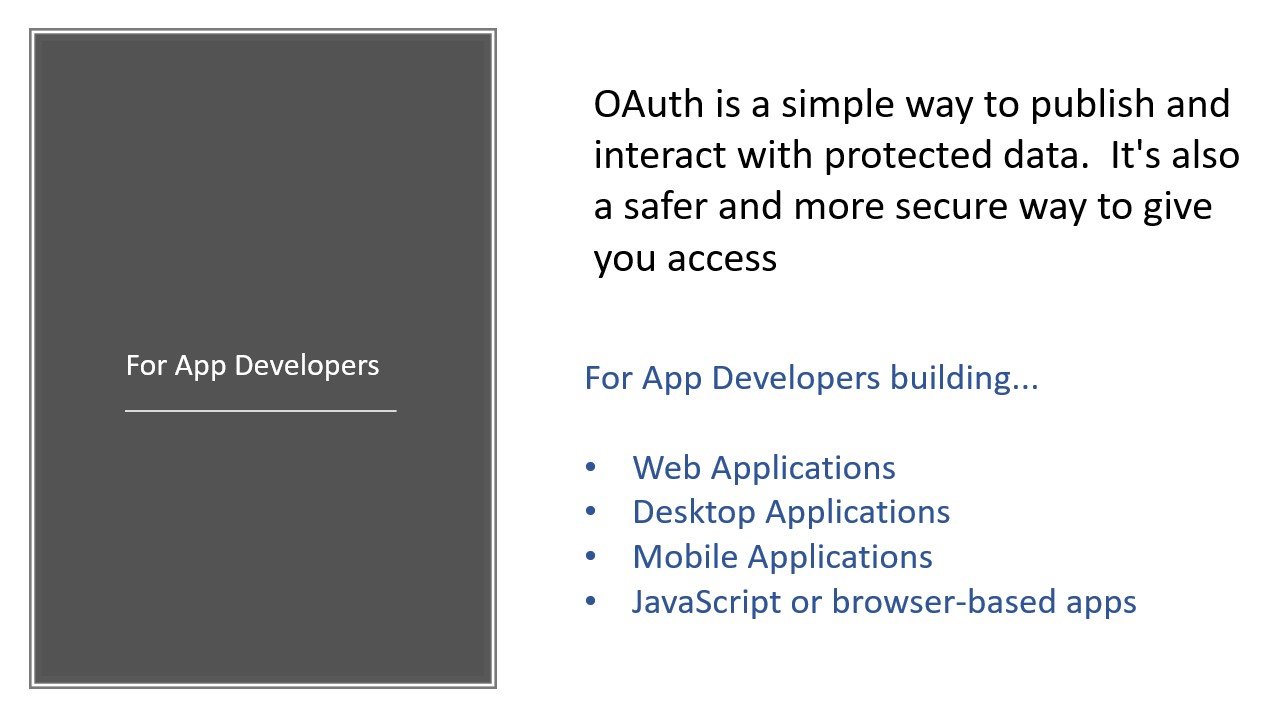 For App Developers
OAuth is a simple way to publish and
interact with protected data.  It's also
a safer and more secure way to give
you access
For App Developers building...
• Web Applications
• Desktop Applications
• Mobile Applications
• JavaScript or browser-based apps